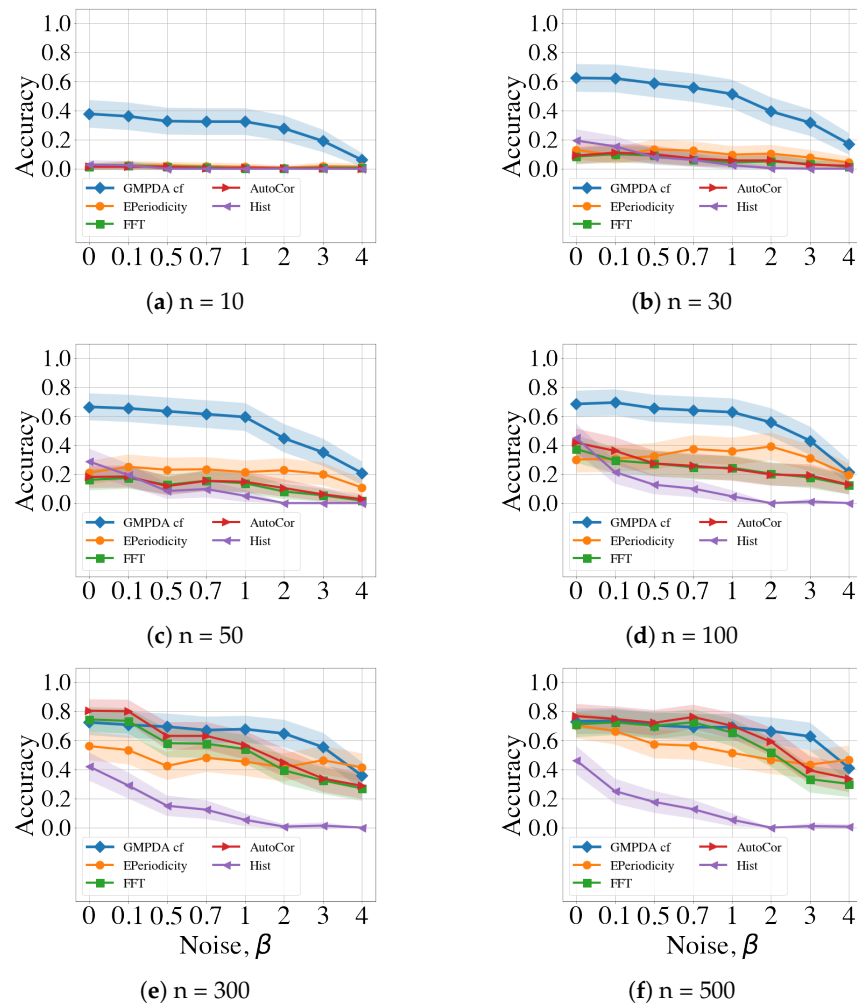 1.0 1.0
0.8 0.8
0.6 0.6
0.4 0.4
0.2 0.2
0.0 0.0
Accuracy Accuracy
GMPDA cf AutoCor GMPDA cf AutoCor
EPeriodicity Hist EPeriodicity Hist
FFT FFT
0 0.1 0.5 0.7 1 2 3 4 0 0.1 0.5 0.7 1 2 3 4
(a) n = 10 (b) n = 30
1.0 1.0
0.8 0.8
0.6 0.6
0.4 0.4
0.2 0.2
0.0 0.0
Accuracy Accuracy
GMPDA cf AutoCor GMPDA cf AutoCor
EPeriodicity Hist EPeriodicity Hist
FFT FFT
0 0.1 0.5 0.7 1 2 3 4 0 0.1 0.5 0.7 1 2 3 4
(c) n = 50 (d) n = 100
1.0 1.0
0.8 0.8
0.6 0.6
0.4 0.4
0.2 0.2
0.0 0.0
Accuracy Accuracy
GMPDA cf AutoCor GMPDA cf AutoCor
EPeriodicity Hist EPeriodicity Hist
FFT FFT
0 0.1 0.5 0.7 1 2 3 4 0 0.1 0.5 0.7 1 2 3 4
Noise, β Noise, β
(e) n = 300 (f) n = 500